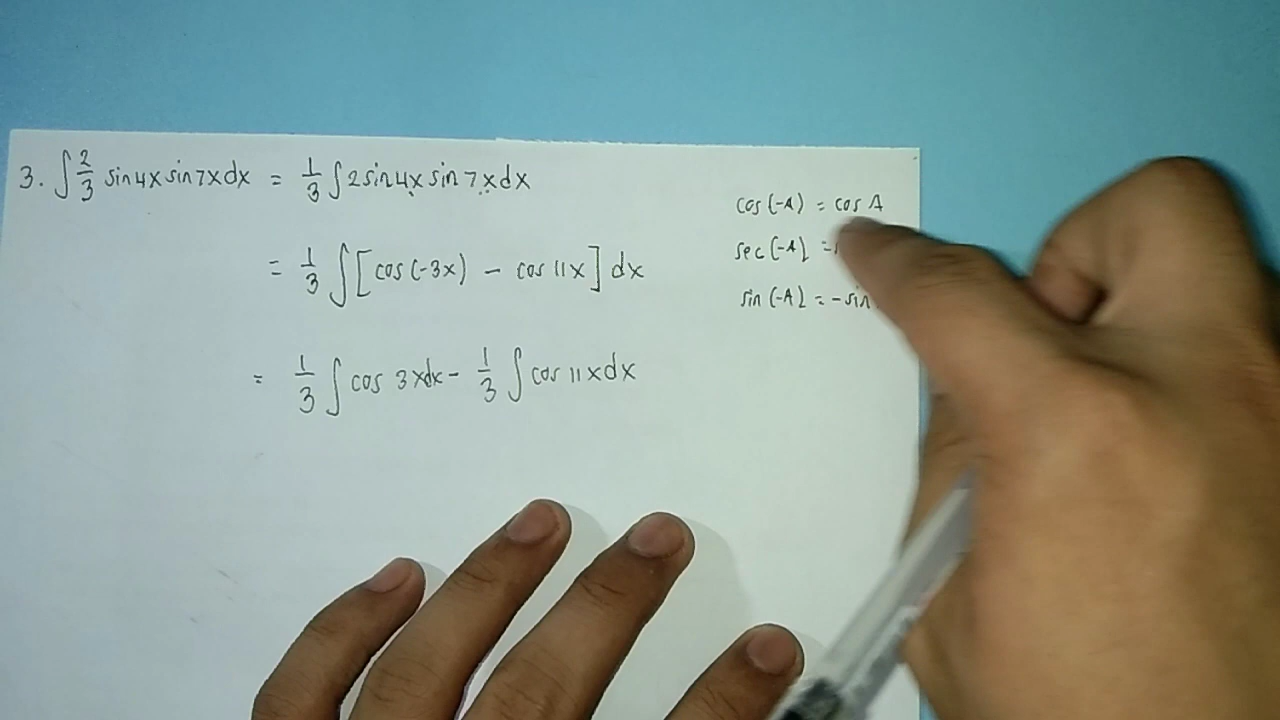 3. ∫ 2/3 sin 4x sin 7x dx = 1/3 ∫ 2 sin 4x sin 7x dx
= 1/3 ∫ [cos (-3x) - cos 11x] dx
= 1/3 ∫ cos 3x dx - 1/3 ∫ cos 11x dx
cos (-A) = cos A
sec (-A) =
sin (-A) = - sin